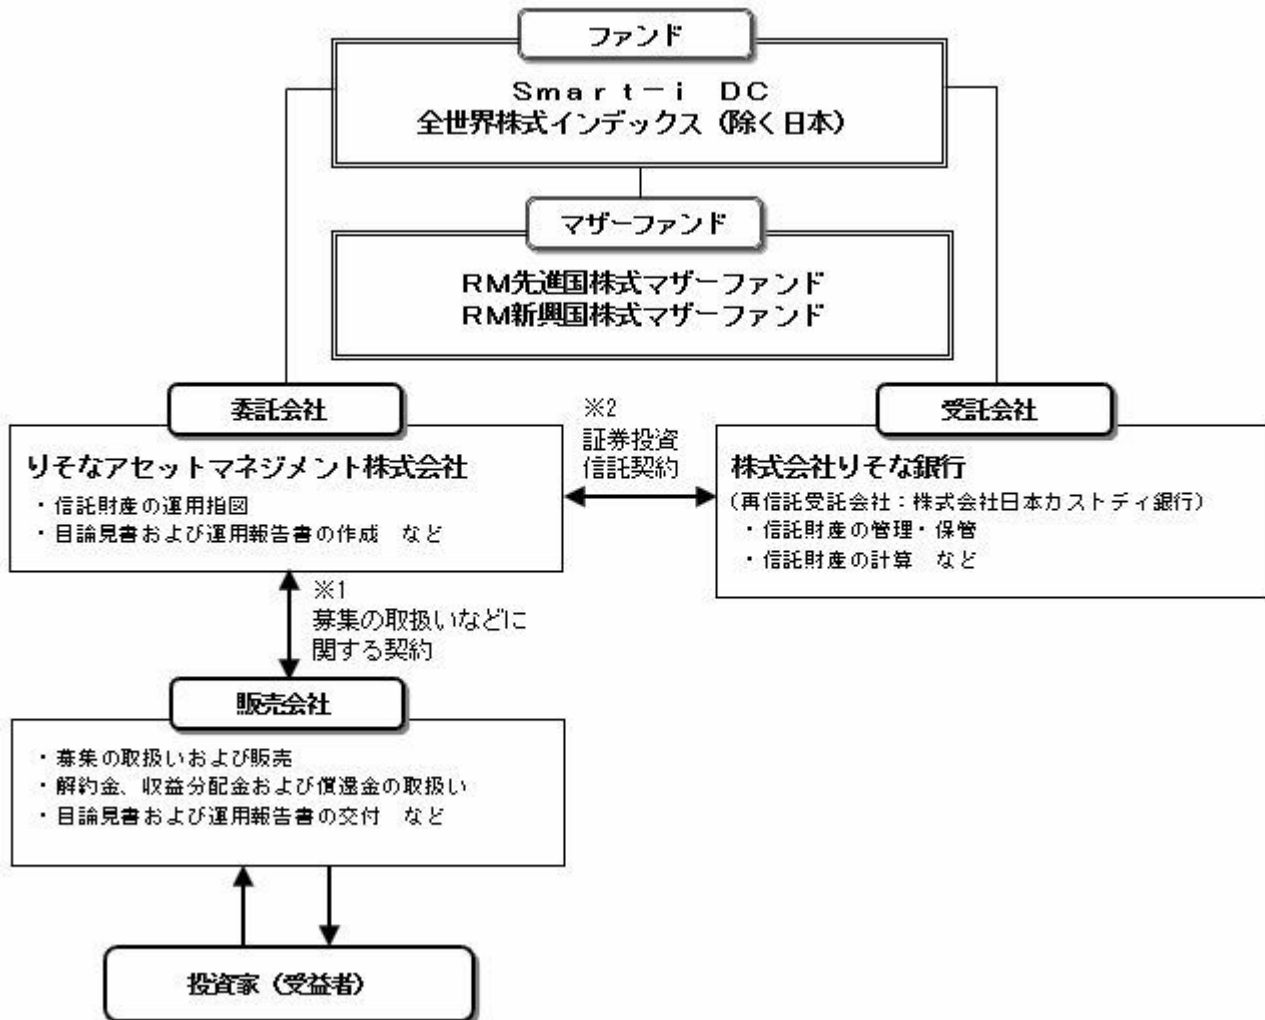 ファンド
Smart－i DC
全世界株式インデックス（除く日本）
マザーファンド
RM先進国株式マザーファンド
RM新興国株式マザーファンド
委託会社
りそなアセットマネジメント株式会社
・信託財産の運用指図
・目論見書および運用報告書の作成　など
※2
証券投資
信託契約
受託会社
株式会社りそな銀行
（再信託受託会社：株式会社日本カストディ銀行）
・信託財産の管理・保管
・信託財産の計算　など
※1
募集の取扱いなどに
関する契約
販売会社
・募集の取扱いおよび販売
・解約金、収益分配金および償還金の取扱い
・目論見書および運用報告書の交付　など
投資家（受益者）